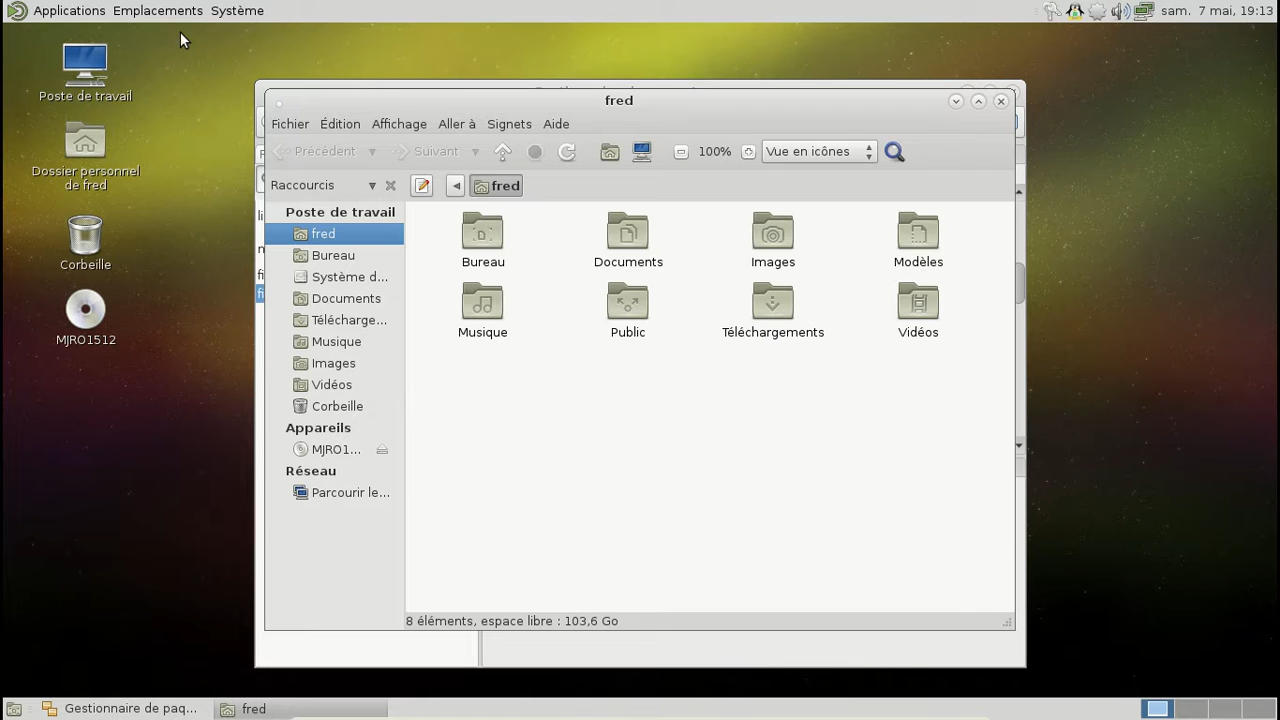 Applications Emplacements Système
sam. 7 mai, 19:13
Poste de travail
Dossier personnel
de fred
Corbeille
MJRO1512
fred
Fichier Édition Affichage Aller à Signets Aide
Précédent Suivant 100% Vue en icônes
Raccourcis fred
Poste de travail
fred
Bureau
Système d...
Documents
Télécharge...
Musique
Images
Vidéos
Corbeille
Appareils
MJRO1...
Réseau
Parcourir le...
Bureau Documents Images Modèles
Musique Public Téléchargements Vidéos
8 éléments, espace libre : 103,6 Go
Gestionnaire de paq... fred